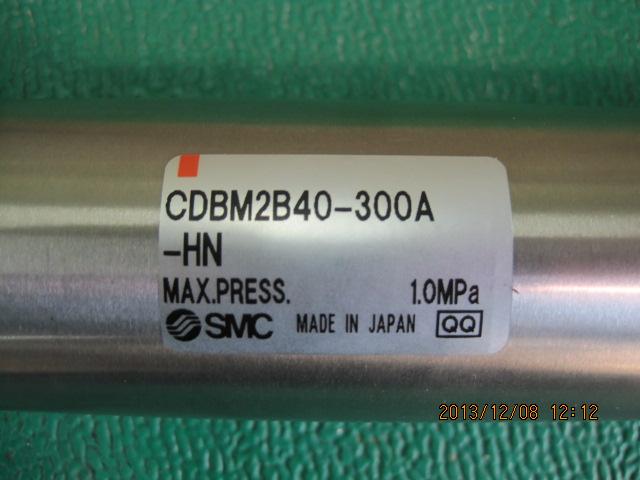 CDBM2B40-300A
-HN
MAX.PRESS. 1.0MPa
SMC MADE IN JAPAN QQ
2013/12/08 12:12